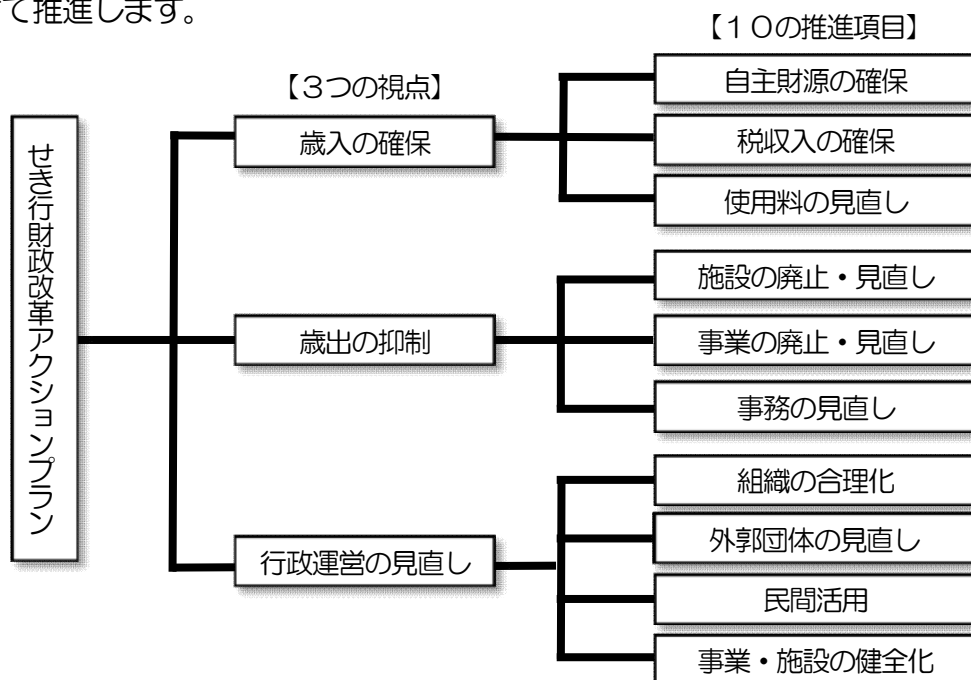 て推進します。
【１０の推進項目】
【３つの視点】
せき行財政改革アクションプラン
歳入の確保
自主財源の確保
税収入の確保
使用料の見直し
歳出の抑制
施設の廃止・見直し
事業の廃止・見直し
事務の見直し
行政運営の見直し
組織の合理化
外郭団体の見直し
民間活用
事業・施設の健全化